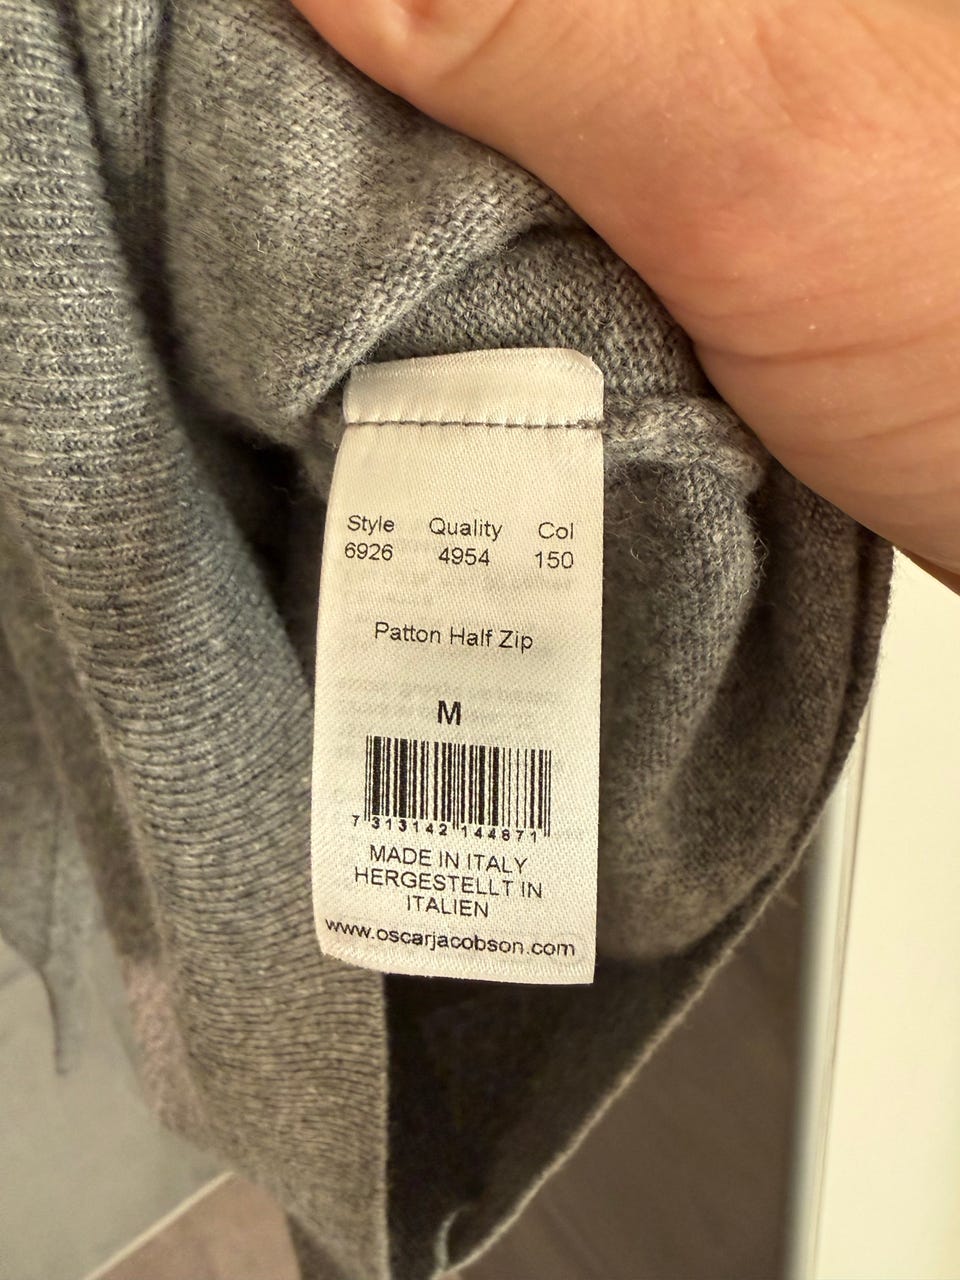 Style Quality Col
6926 4954 150
Patton Half Zip
M
7 313142 144871
MADE IN ITALY
HERGESTELLT IN
ITALIEN
www.oscarjacobson.com